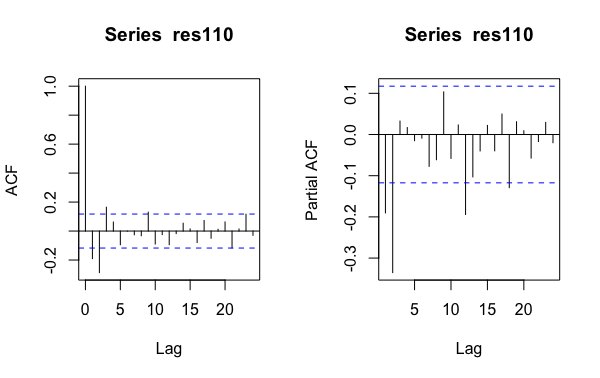 Series res110
ACF
1.0
0.6
0.2
-0.2
0 5 10 15 20
Lag
Series res110
Partial ACF
0.1
0.0
-0.1
-0.2
-0.3
5 10 15 20
Lag